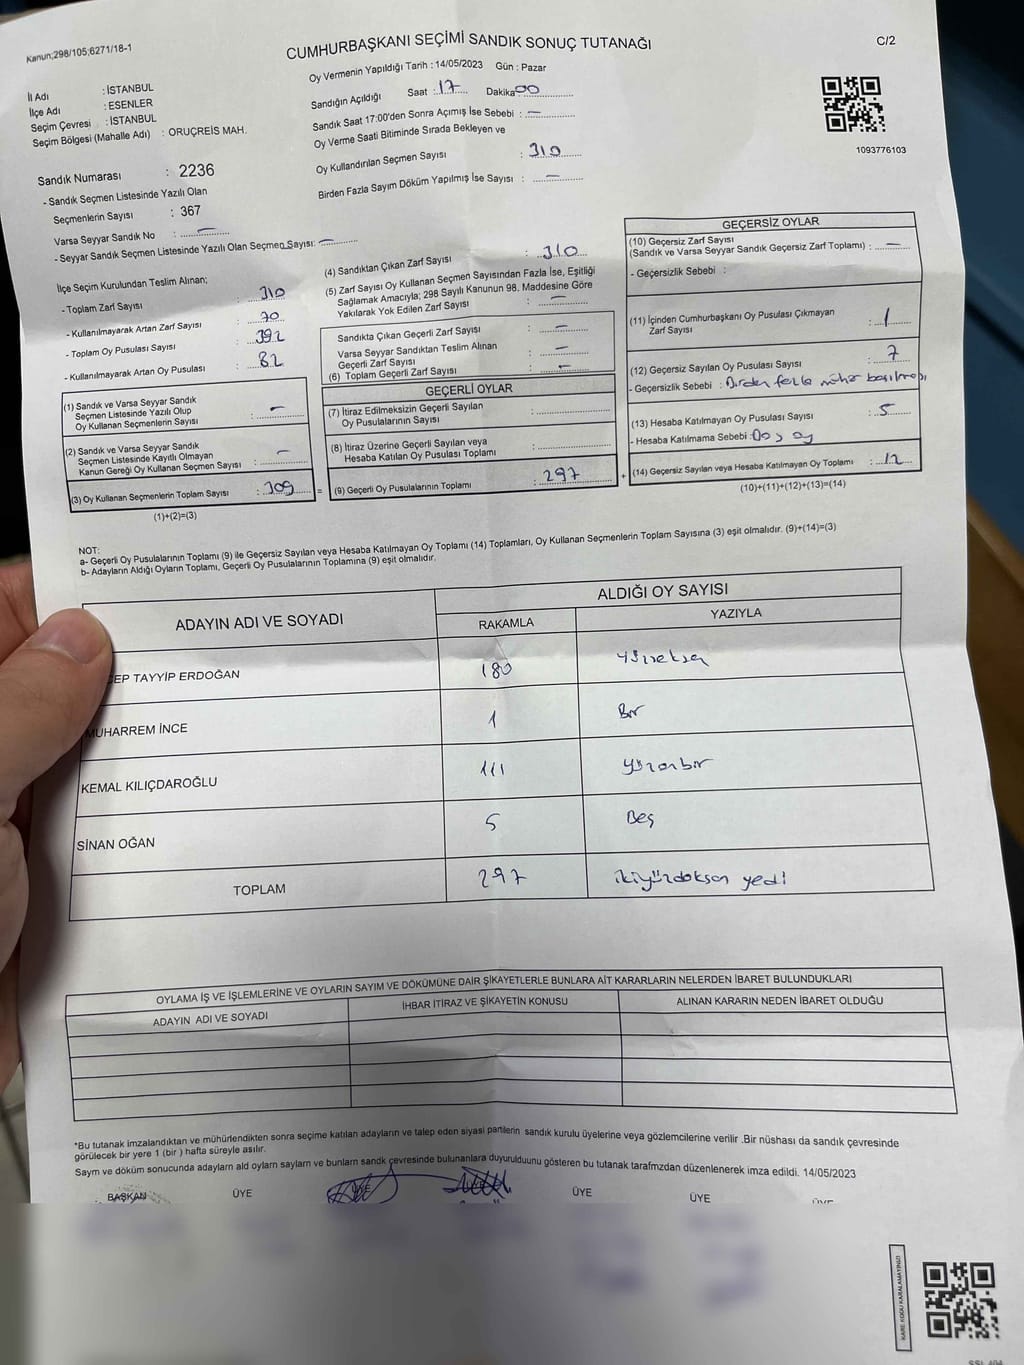 Kanun;298/105;6271/18-1
CUMHURBAŞKANI SEÇİMİ SANDIK SONUÇ TUTANAĞI
C/2
İl Adı : İSTANBUL
İlçe Adı : ESENLER
Seçim Çevresi : İSTANBUL
Seçim Bölgesi (Mahalle Adı) : ORUÇREİS MAH.
Sandık Numarası : 2236
- Sandık Seçmen Listesinde Yazılı Olan
Seçmenlerin Sayısı : 367
Varsa Seyyar Sandık No : —
- Seyyar Sandık Seçmen Listesinde Yazılı Olan Seçmen Sayısı: —
Oy Vermenin Yapıldığı Tarih : 14/05/2023 Gün : Pazar
Sandığın Açıldığı Saat : 17 Dakika 00
Sandık Saat 17:00'den Sonra Açımış İse Sebebi : —
Oy Verme Saati Bitiminde Sırada Bekleyen ve
Oy Kullandırılan Seçmen Sayısı : 310
Birden Fazla Sayım Döküm Yapılmış İse Sayısı : —
1093776103
İlçe Seçim Kurulundan Teslim Alınan;
- Toplam Zarf Sayısı : 310
- Kullanılmayarak Artan Zarf Sayısı : 70
- Toplam Oy Pusulası Sayısı : 392
- Kullanılmayarak Artan Oy Pusulası : 82
(1) Sandık ve Varsa Seyyar Sandık
Seçmen Listesinde Yazılı Olup
Oy Kullanan Seçmenlerin Sayısı : —
(2) Sandık ve Varsa Seyyar Sandık
Seçmen Listesinde Kayıtlı Olmayan
Kanun Gereği Oy Kullanan Seçmen Sayısı : —
(3) Oy Kullanan Seçmenlerin Toplam Sayısı : 309
(1)+(2)=(3)
(4) Sandıktan Çıkan Zarf Sayısı : 310
(5) Zarf Sayısı Oy Kullanan Seçmen Sayısından Fazla İse, Eşitliği
Sağlamak Amacıyla; 298 Sayılı Kanunun 98. Maddesine Göre
Yakılarak Yok Edilen Zarf Sayısı : —
Sandıkta Çıkan Geçerli Zarf Sayısı : —
Varsa Seyyar Sandıktan Teslim Alınan
Geçerli Zarf Sayısı : —
(6) Toplam Geçerli Zarf Sayısı : —
GEÇERLİ OYLAR
(7) İtiraz Edilmeksizin Geçerli Sayılan
Oy Pusulalarının Sayısı :
(8) İtiraz Üzerine Geçerli Sayılan veya
Hesaba Katılan Oy Pusulası Toplamı :
= (9) Geçerli Oy Pusulalarının Toplamı : 297 +
GEÇERSİZ OYLAR
(10) Geçersiz Zarf Sayısı
(Sandık ve Varsa Seyyar Sandık Geçersiz Zarf Toplamı) : —
- Geçersizlik Sebebi :
(11) İçinden Cumhurbaşkanı Oy Pusulası Çıkmayan
Zarf Sayısı : 1
(12) Geçersiz Sayılan Oy Pusulası Sayısı : 7
- Geçersizlik Sebebi : Birden fazla mühür basılması
(13) Hesaba Katılmayan Oy Pusulası Sayısı : 5
- Hesaba Katılmama Sebebi : Boş oy
(14) Geçersiz Sayılan veya Hesaba Katılmayan Oy Toplamı : 12
(10)+(11)+(12)+(13)=(14)
NOT:
a- Geçerli Oy Pusulalarının Toplamı (9) ile Geçersiz Sayılan veya Hesaba Katılmayan Oy Toplamı (14) Toplamları, Oy Kullanan Seçmenlerin Toplam Sayısına (3) eşit olmalıdır. (9)+(14)=(3)
b- Adayların Aldığı Oyların Toplamı, Geçerli Oy Pusulalarının Toplamına (9) eşit olmalıdır.
ADAYIN ADI VE SOYADI
ALDIĞI OY SAYISI
RAKAMLA YAZIYLA
EP TAYYİP ERDOĞAN 180 Yüzseksen
MUHARREM İNCE 1 Bir
KEMAL KILIÇDAROĞLU 111 Yüzonbir
SİNAN OĞAN 5 Beş
TOPLAM 297 ikiyüzdoksan yedi
OYLAMA İŞ VE İŞLEMLERİNE VE OYLARIN SAYIM VE DÖKÜMÜNE DAİR ŞİKAYETLERLE BUNLARA AİT KARARLARIN NELERDEN İBARET BULUNDUKLARI
ADAYIN ADI VE SOYADI İHBAR İTİRAZ VE ŞİKAYETİN KONUSU ALINAN KARARIN NEDEN İBARET OLDUĞU
*Bu tutanak imzalandıktan ve mühürlendikten sonra seçime katılan adayların ve talep eden siyasi partilerin sandık kurulu üyelerine veya gözlemcilerine verilir .Bir nüshası da sandık çevresinde
görülecek bir yere 1 (bir ) hafta süreyle asılır.
Sayım ve döküm sonucunda adayların ald oyların sayların ve bunların sandk çevresinde bulunanlara duyurulduunu gösteren bu tutanak tarafmzdan düzenlenerek imza edildi. 14/05/2023
BAŞKAN ÜYE ÜYE ÜYE ÜYE
KARE KODU KARALAMAYINIZ!